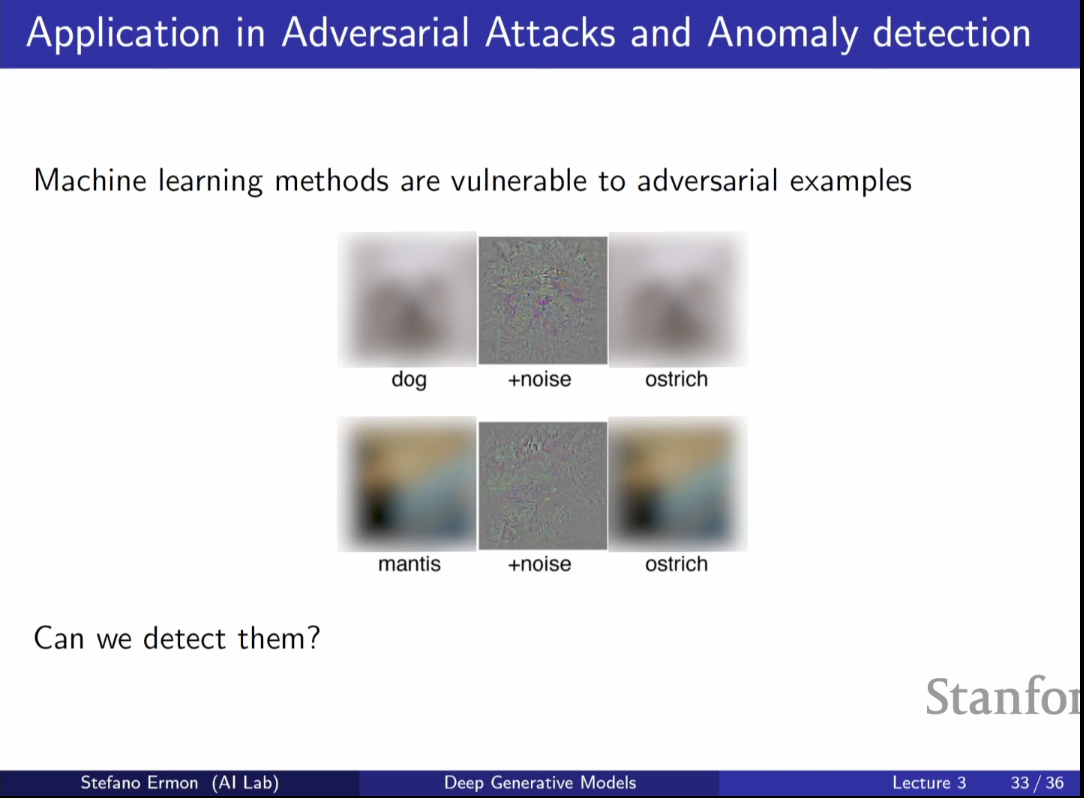 Application in Adversarial Attacks and Anomaly detection
Machine learning methods are vulnerable to adversarial examples
dog +noise ostrich
mantis +noise ostrich
Can we detect them?
Stanfor
Stefano Ermon (AI Lab) Deep Generative Models Lecture 3 33 / 36